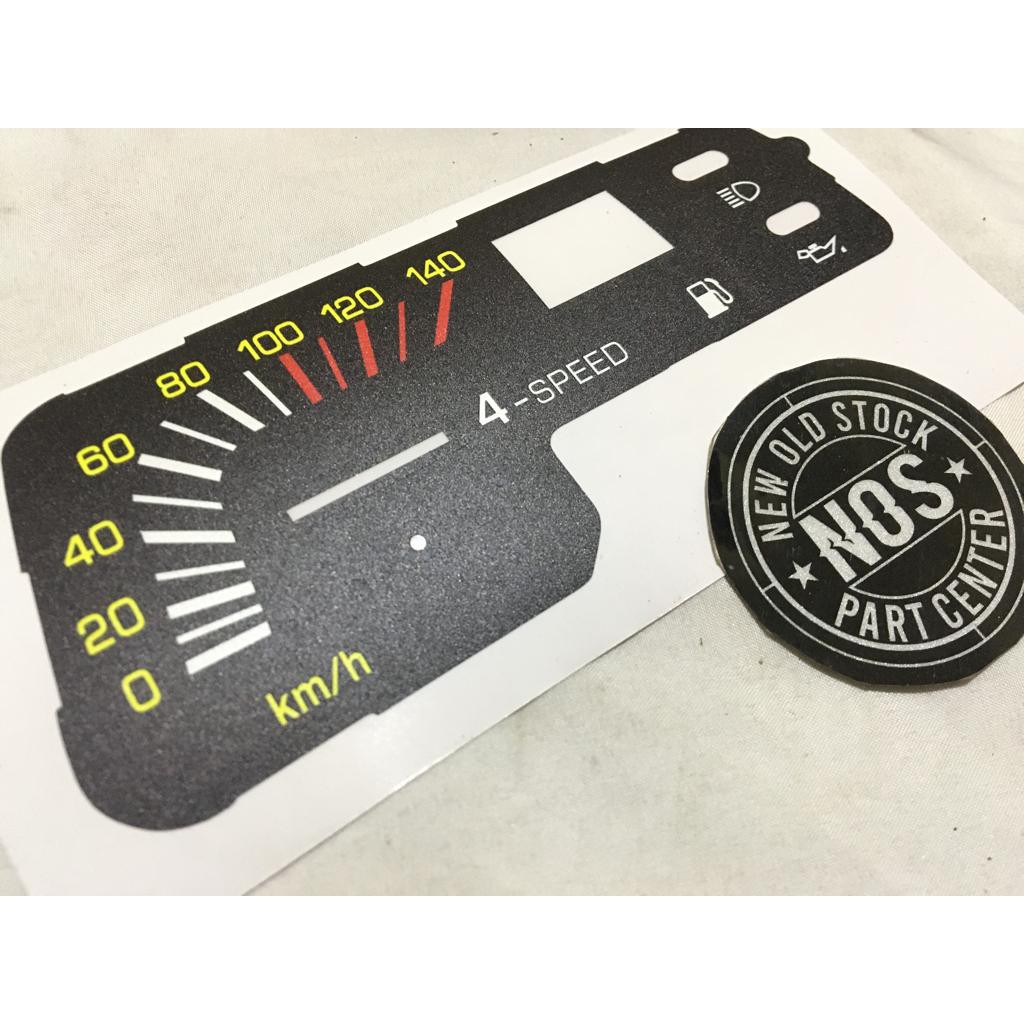 0
20
40
60
80
100
120
140
km/h
4-SPEED
NEW OLD STOCK
NOS
PART CENTER